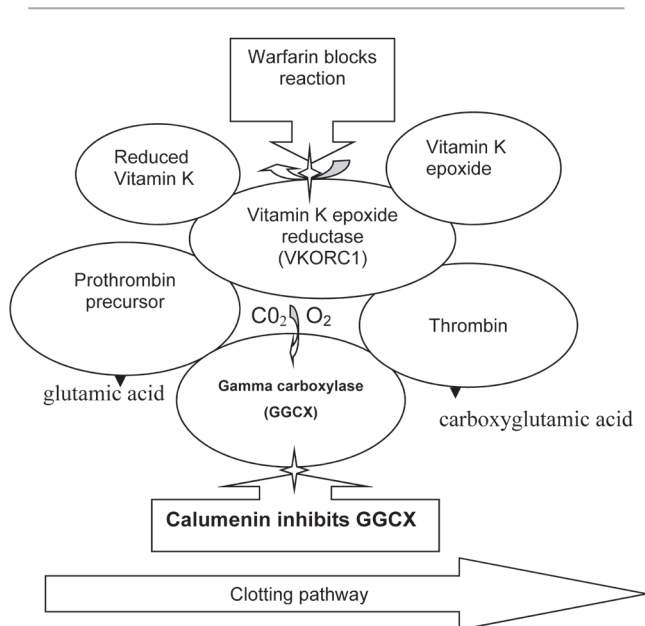 Warfarin blocks
reaction
Reduced
Vitamin K
Vitamin K
epoxide
Vitamin K epoxide
reductase
(VKORC1)
Prothrombin
precursor
C0₂ O₂
Thrombin
glutamic acid
Gamma carboxylase
(GGCX)
carboxyglutamic acid
Calumenin inhibits GGCX
Clotting pathway